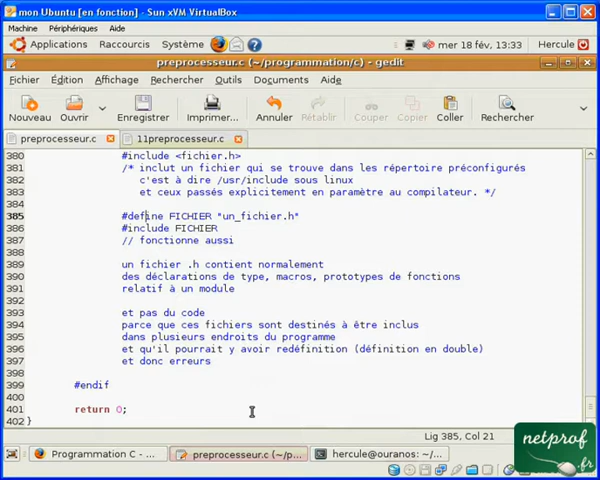 mon Ubuntu [en fonction] - Sun xVM VirtualBox
Machine Périphériques Aide
Applications Raccourcis Système mer 18 fév, 13:33 Hercule
preprocesseur.c (~/programmation/c) - gedit
Fichier Édition Affichage Rechercher Outils Documents Aide
Nouveau Ouvrir Enregistrer Imprimer... Annuler Rétablir Couper Copier Coller Rechercher
preprocesseur.c 11preprocesseur.c
380 #include <fichier.h>
381 /* inclut un fichier qui se trouve dans les répertoire préconfigurés
382 c'est à dire /usr/include sous linux
383 et ceux passés explicitement en paramètre au compilateur. */
384
385 #define FICHIER "un_fichier.h"
386 #include FICHIER
387 // fonctionne aussi
388
389 un fichier .h contient normalement
390 des déclarations de type, macros, prototypes de fonctions
391 relatif à un module
392
393 et pas du code
394 parce que ces fichiers sont destinés à être inclus
395 dans plusieurs endroits du programme
396 et qu'il pourrait y avoir redéfinition (définition en double)
397 et donc erreurs
398
399 #endif
400
401 return 0;
402 }
Lig 385, Col 21
Programmation C - ... preprocesseur.c (~/p... hercule@ouranos: ~/...
netprof
.fr